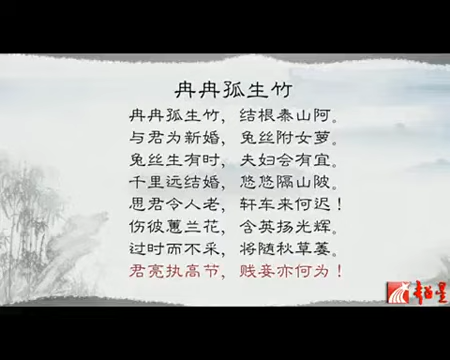 冉冉孤生竹
冉冉孤生竹，结根泰山阿。
与君为新婚，兔丝附女萝。
兔丝生有时，夫妇会有宜。
千里远结婚，悠悠隔山陂。
思君令人老，轩车来何迟！
伤彼蕙兰花，含英扬光辉。
过时而不采，将随秋草萎。
君亮执高节，贱妾亦何为！